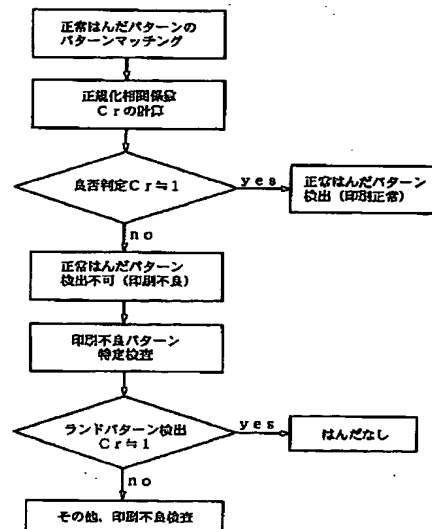 正常はんだパターンの
パターンマッチング
正規化相関係数
Crの計算
良否判定Cr≒1
yes
正常はんだパターン
検出(印刷正常)
no
正常はんだパターン
検出不可(印刷不良)
印刷不良パターン
特定検査
ランドパターン検出
Cr≒1
yes
はんだなし
no
その他、印刷不良検査